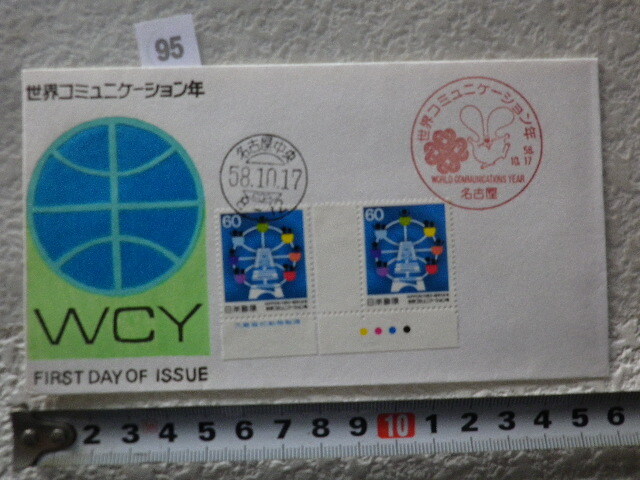 95
世界コミュニケーション年
WCY
FIRST DAY OF ISSUE
名古屋中央
58.10.17
世界コミュニケーション年
58.
10.17
WORLD COMMUNICATIONS YEAR
名古屋
60
日本郵便
60
日本郵便
2 3 4 5 6 7 8 9 10 1 2 3 4 5 6